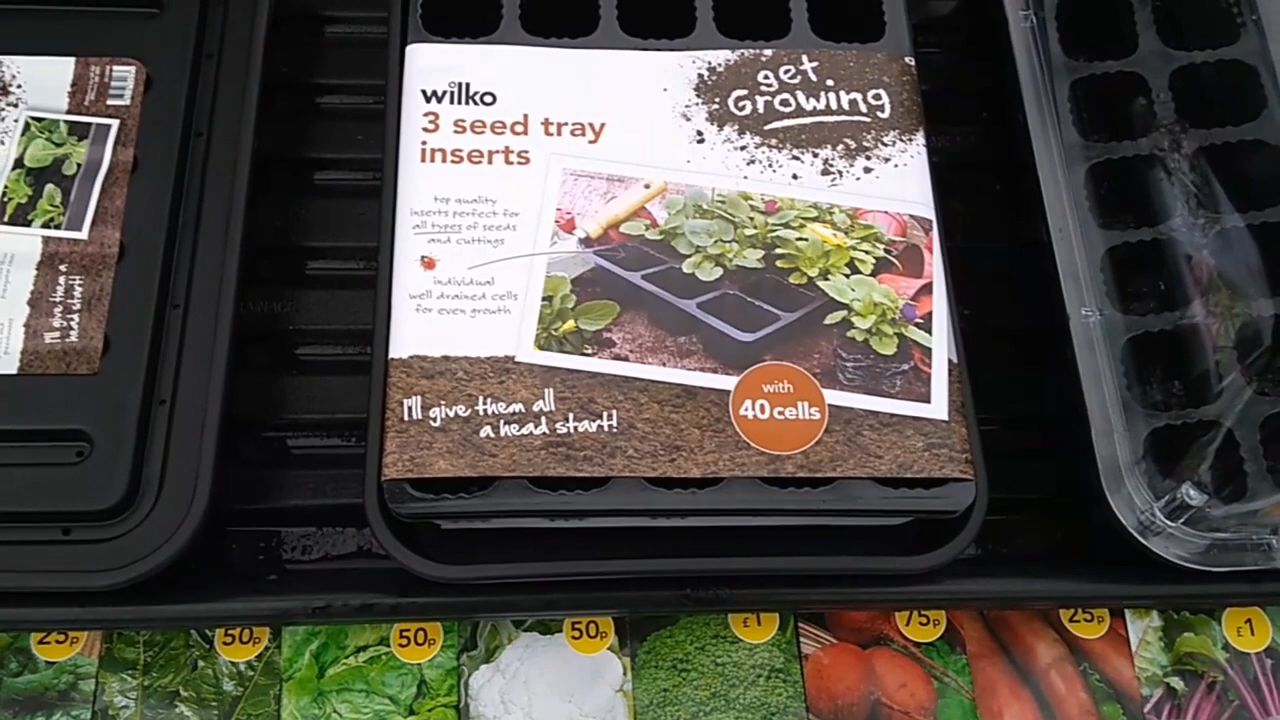 get
Growing
wilko
3 seed tray
inserts
top quality
inserts perfect for
all types of seeds
and cuttings
individual
well drained cells
for even growth
with
40 cells
I'll give them all
a head start!
I'll give them a
head start!
25p
50p
50p
50p
£1
75p
25p
£1